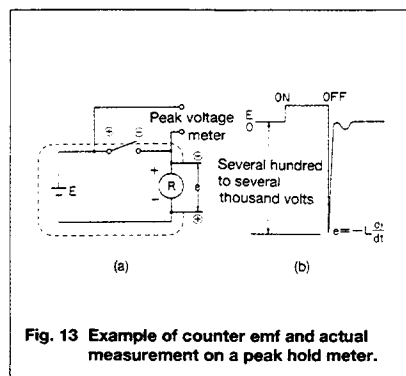 Peak voltage
meter
⊕ ⊖
E
+
R
−
⊖
e
⊕
(a)
ON OFF
E
O
Several hundred
to several
thousand volts
e=−L di/dt
(b)
Fig. 13 Example of counter emf and actual
measurement on a peak hold meter.